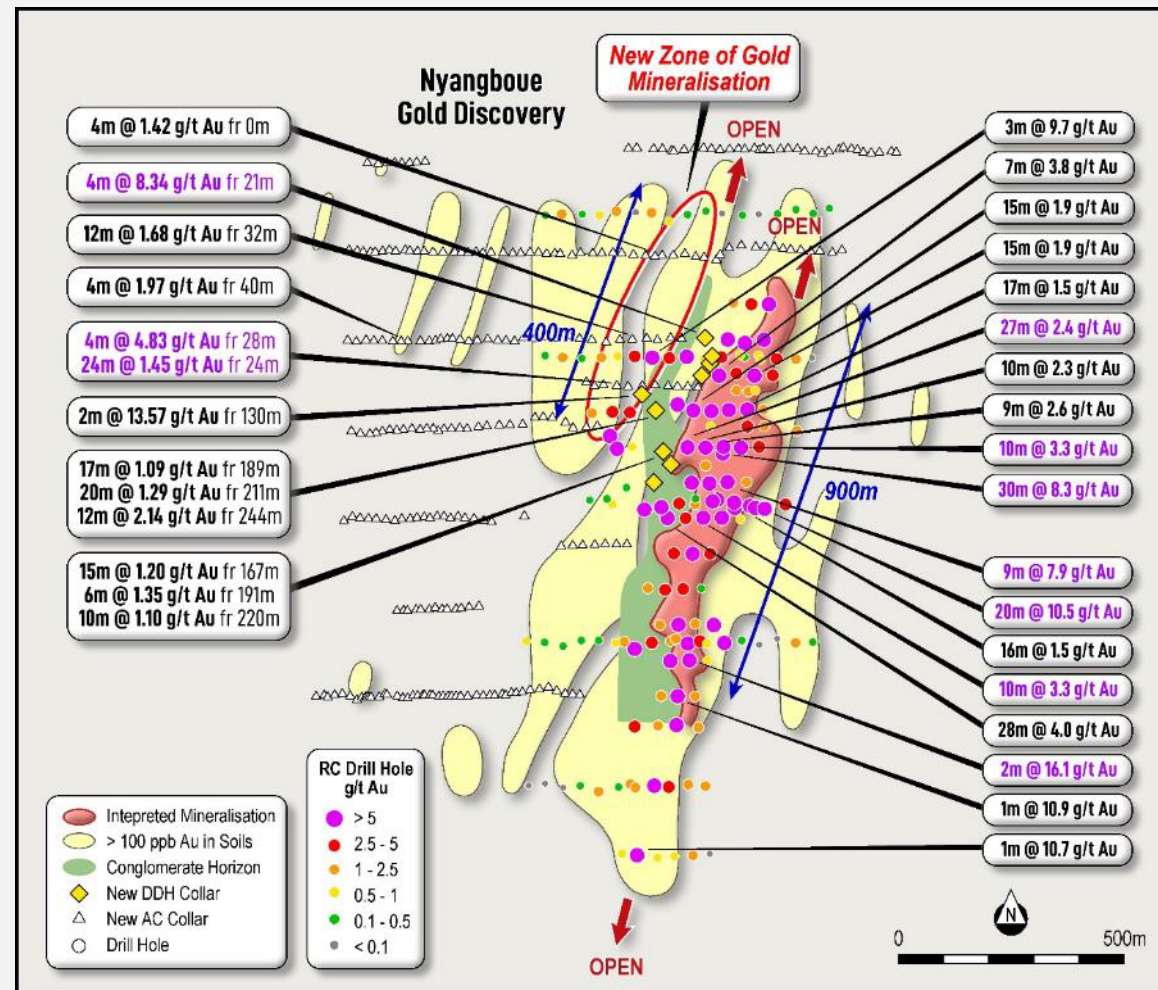 Nyangboue
Gold Discovery
New Zone of Gold
Mineralisation
OPEN
OPEN
4m @ 1.42 g/t Au fr 0m
4m @ 8.34 g/t Au fr 21m
12m @ 1.68 g/t Au fr 32m
4m @ 1.97 g/t Au fr 40m
4m @ 4.83 g/t Au fr 28m
24m @ 1.45 g/t Au fr 24m
2m @ 13.57 g/t Au fr 130m
17m @ 1.09 g/t Au fr 189m
20m @ 1.29 g/t Au fr 211m
12m @ 2.14 g/t Au fr 244m
15m @ 1.20 g/t Au fr 167m
6m @ 1.35 g/t Au fr 191m
10m @ 1.10 g/t Au fr 220m
400m
900m
3m @ 9.7 g/t Au
7m @ 3.8 g/t Au
15m @ 1.9 g/t Au
15m @ 1.9 g/t Au
17m @ 1.5 g/t Au
27m @ 2.4 g/t Au
10m @ 2.3 g/t Au
9m @ 2.6 g/t Au
10m @ 3.3 g/t Au
30m @ 8.3 g/t Au
9m @ 7.9 g/t Au
20m @ 10.5 g/t Au
16m @ 1.5 g/t Au
10m @ 3.3 g/t Au
28m @ 4.0 g/t Au
2m @ 16.1 g/t Au
1m @ 10.9 g/t Au
1m @ 10.7 g/t Au
Intepreted Mineralisation
> 100 ppb Au in Soils
Conglomerate Horizon
New DDH Collar
New AC Collar
Drill Hole
RC Drill Hole
g/t Au
> 5
2.5 - 5
1 - 2.5
0.5 - 1
0.1 - 0.5
< 0.1
OPEN
N
0 500m